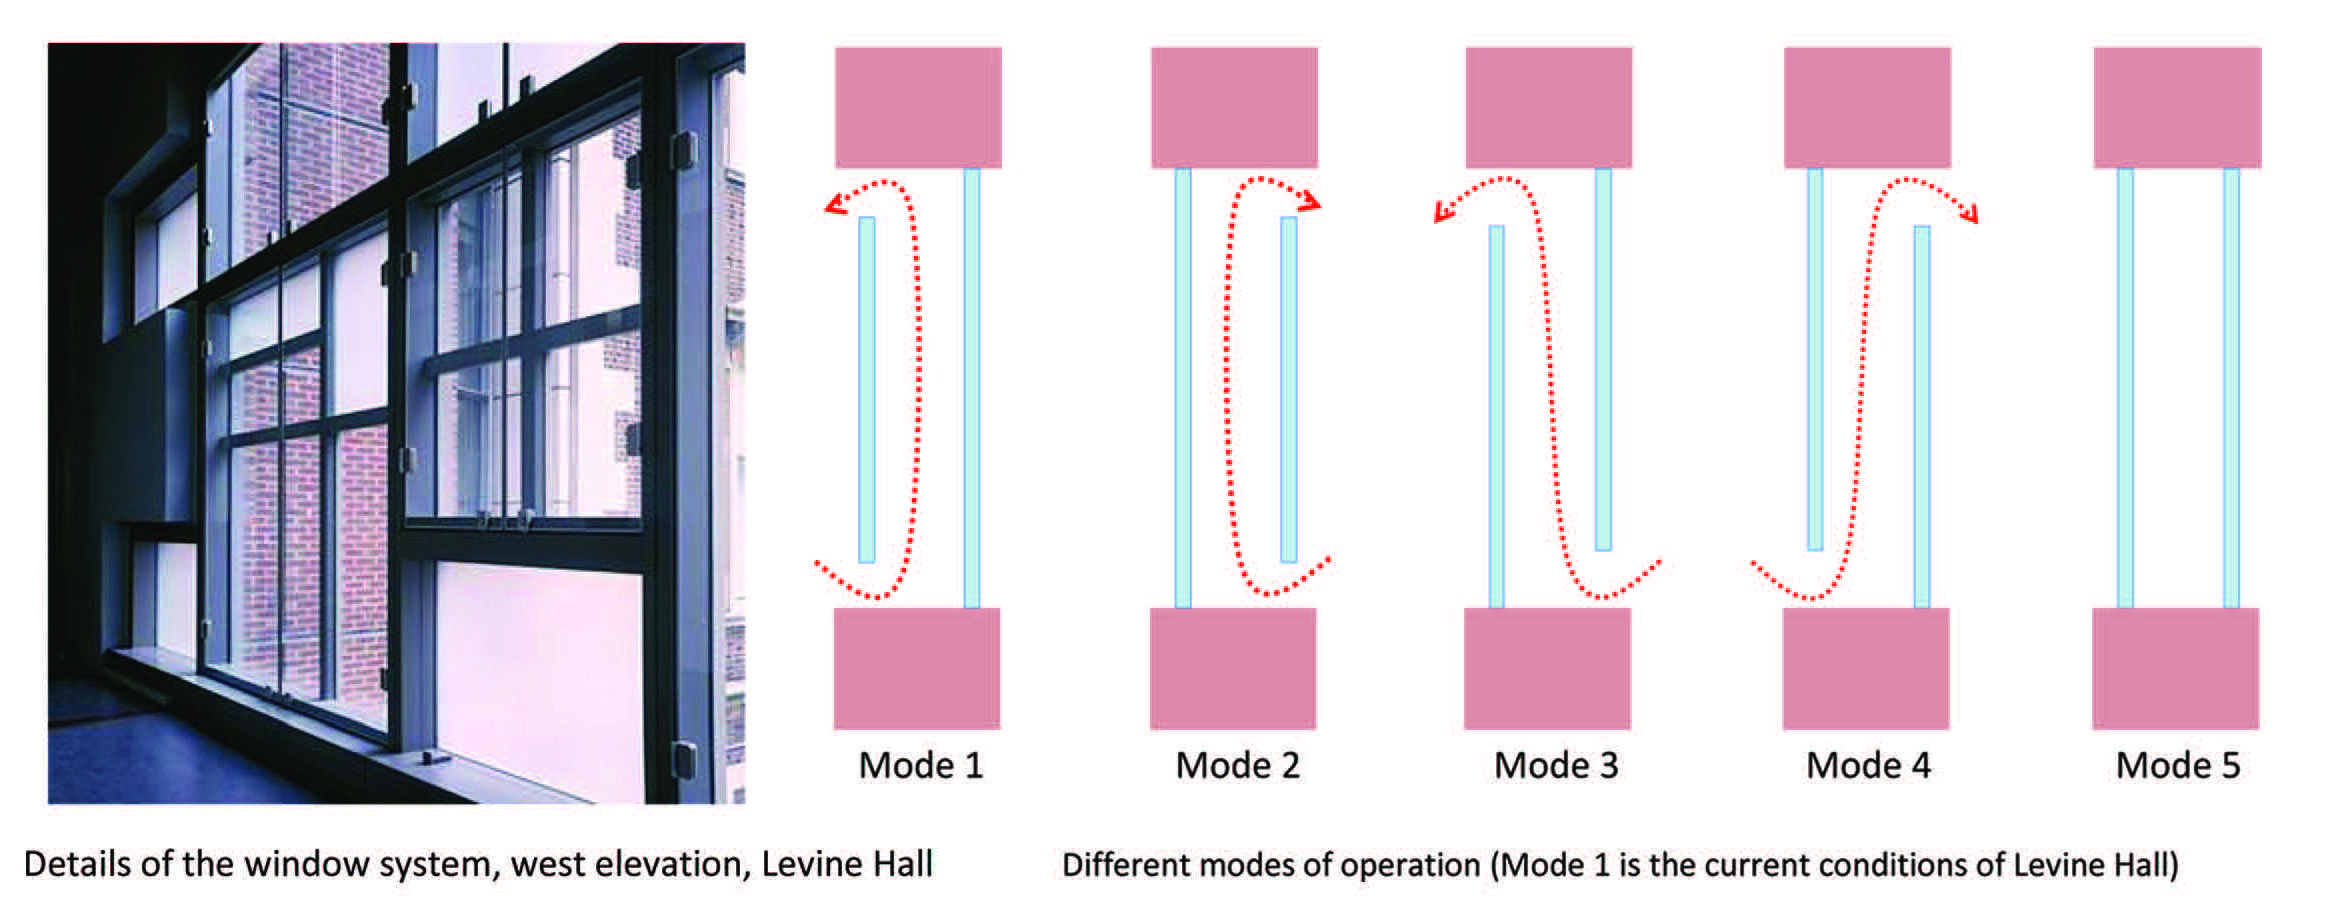 Mode 1
Mode 2
Mode 3
Mode 4
Mode 5
Details of the window system, west elevation, Levine Hall
Different modes of operation (Mode 1 is the current conditions of Levine Hall)